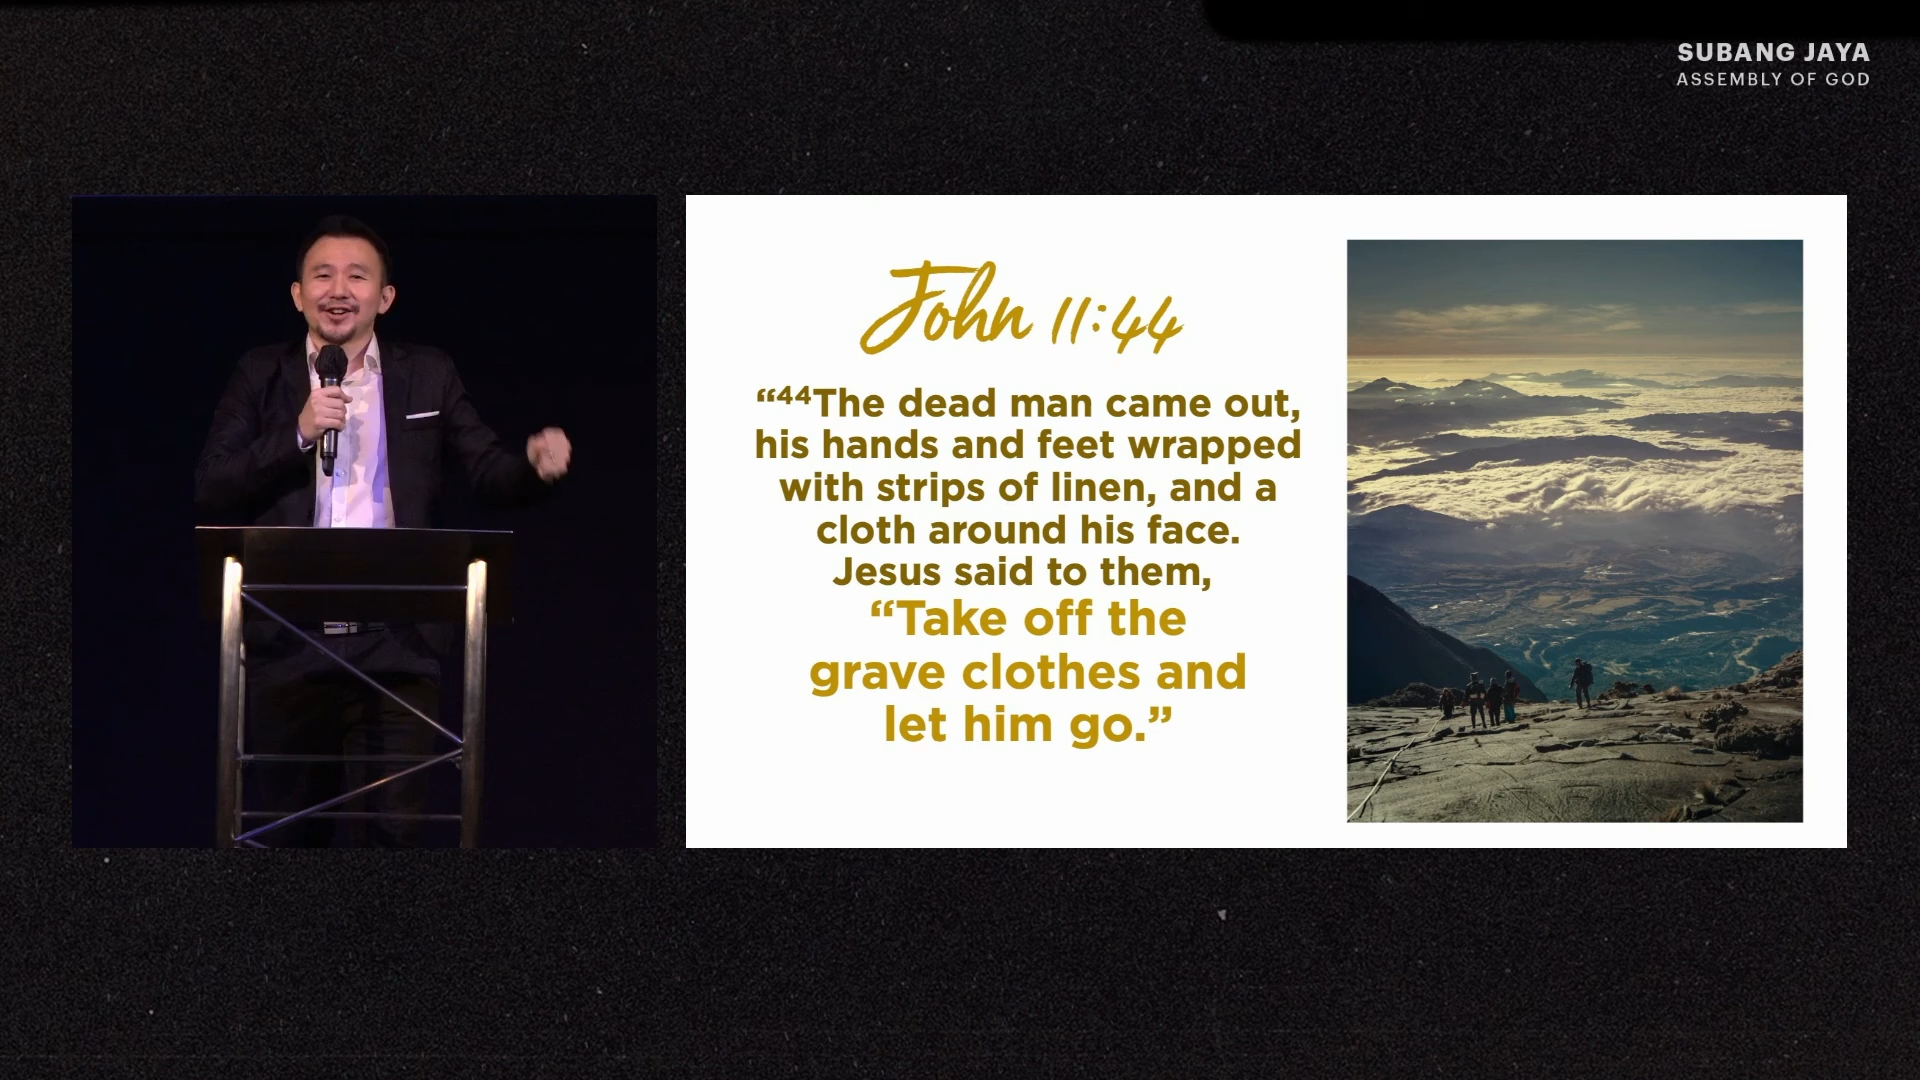 SUBANG JAYA
ASSEMBLY OF GOD
John 11:44
“⁴⁴The dead man came out,
his hands and feet wrapped
with strips of linen, and a
cloth around his face.
Jesus said to them,
“Take off the
grave clothes and
let him go.”